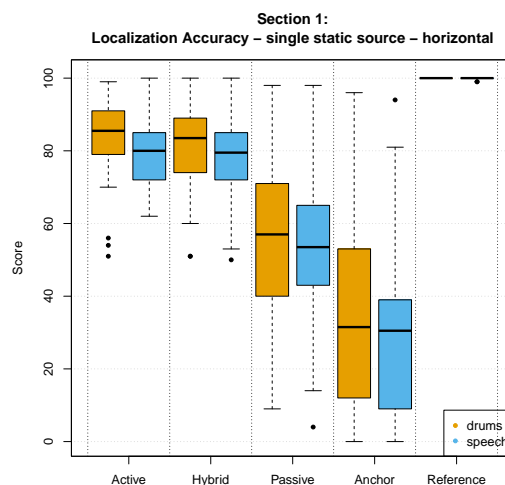 Section 1:
Localization Accuracy – single static source – horizontal
100
80
60
40
20
0
Score
drums
speech
Active Hybrid Passive Anchor Reference